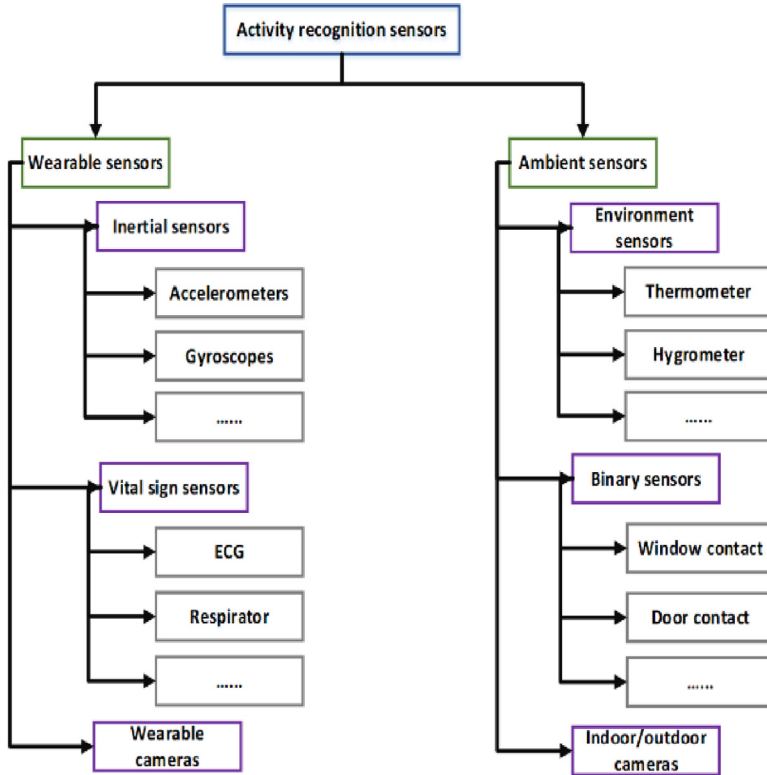 Activity recognition sensors
Wearable sensors
Inertial sensors
Accelerometers
Gyroscopes
......
Vital sign sensors
ECG
Respirator
......
Wearable
cameras
Ambient sensors
Environment
sensors
Thermometer
Hygrometer
......
Binary sensors
Window contact
Door contact
......
Indoor/outdoor
cameras